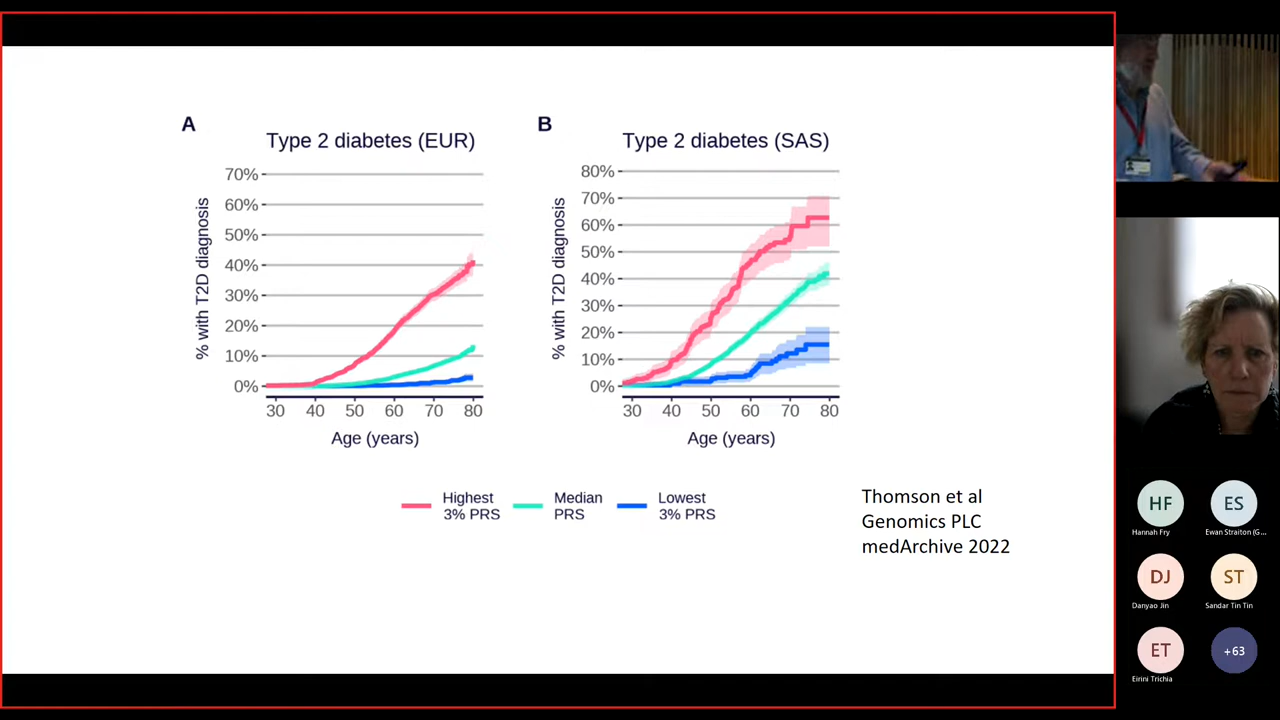 A
Type 2 diabetes (EUR)
70%
60%
50%
40%
30%
20%
10%
0%
% with T2D diagnosis
30 40 50 60 70 80
Age (years)
B
Type 2 diabetes (SAS)
80%
70%
60%
50%
40%
30%
20%
10%
0%
% with T2D diagnosis
30 40 50 60 70 80
Age (years)
Highest
3% PRS
Median
PRS
Lowest
3% PRS
Thomson et al
Genomics PLC
medArchive 2022
HF
Hannah Fry
ES
Ewan Straiton (G...
DJ
Danyao Jin
ST
Sandar Tin Tin
ET
Eirini Trichia
+63